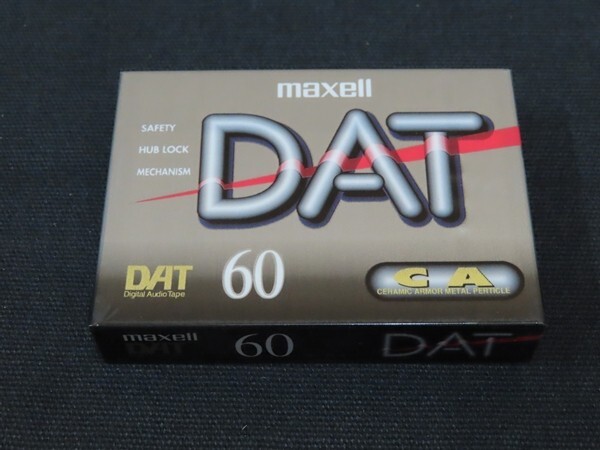 maxell
SAFETY
HUB LOCK
MECHANISM
DAT
DAT
Digital Audio Tape
60
CA
CERAMIC ARMOR METAL PERTICLE
maxell
DAT
60
DAT